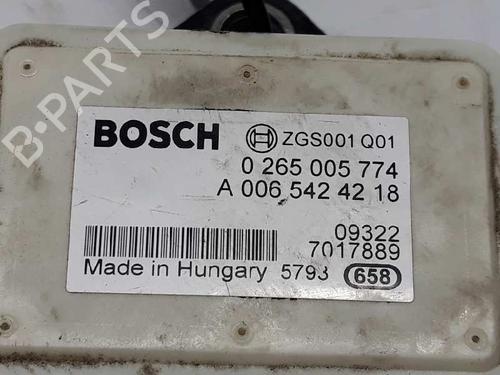 B-PARTS
BOSCH ZGS001 Q01
0 265 005 774
A 006 542 42 18
09322
7017889
Made in Hungary 5793 658